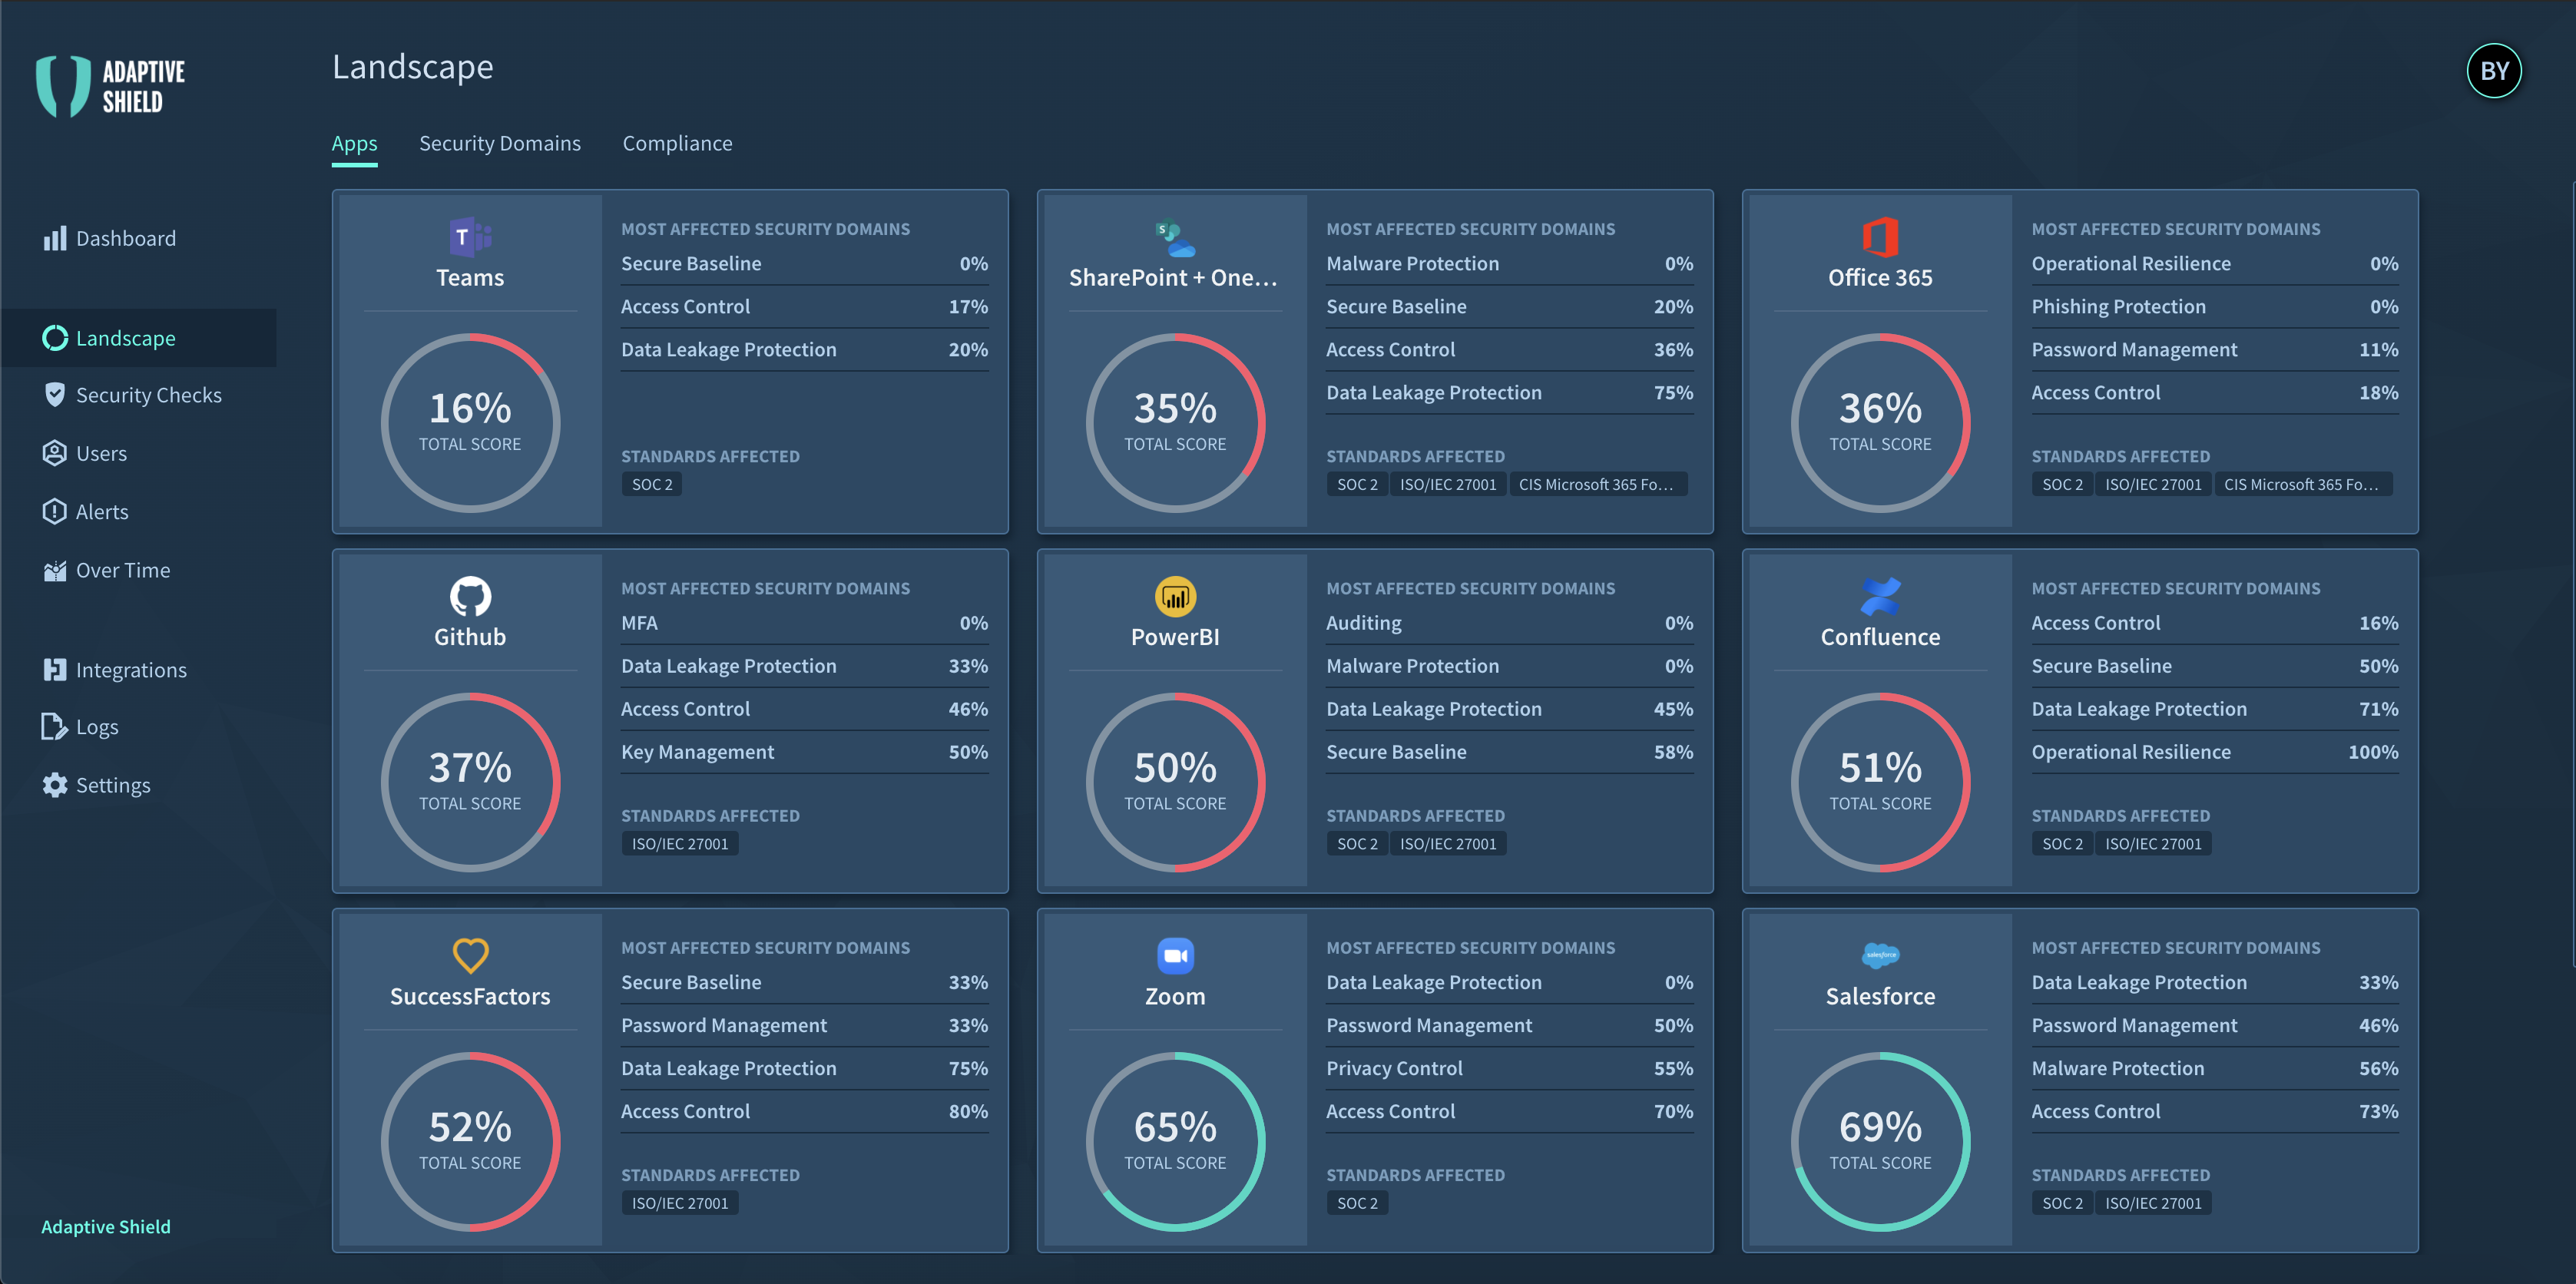 ADAPTIVE
SHIELD
Landscape
BY
Apps Security Domains Compliance
Dashboard
Landscape
Security Checks
Users
Alerts
Over Time
Integrations
Logs
Settings
Adaptive Shield
T
Teams
16%
TOTAL SCORE
MOST AFFECTED SECURITY DOMAINS
Secure Baseline 0%
Access Control 17%
Data Leakage Protection 20%
STANDARDS AFFECTED
SOC 2
S
SharePoint + One...
35%
TOTAL SCORE
MOST AFFECTED SECURITY DOMAINS
Malware Protection 0%
Secure Baseline 20%
Access Control 36%
Data Leakage Protection 75%
STANDARDS AFFECTED
SOC 2 ISO/IEC 27001 CIS Microsoft 365 Fo...
Office 365
36%
TOTAL SCORE
MOST AFFECTED SECURITY DOMAINS
Operational Resilience 0%
Phishing Protection 0%
Password Management 11%
Access Control 18%
STANDARDS AFFECTED
SOC 2 ISO/IEC 27001 CIS Microsoft 365 Fo...
Github
37%
TOTAL SCORE
MOST AFFECTED SECURITY DOMAINS
MFA 0%
Data Leakage Protection 33%
Access Control 46%
Key Management 50%
STANDARDS AFFECTED
ISO/IEC 27001
PowerBI
50%
TOTAL SCORE
MOST AFFECTED SECURITY DOMAINS
Auditing 0%
Malware Protection 0%
Data Leakage Protection 45%
Secure Baseline 58%
STANDARDS AFFECTED
SOC 2 ISO/IEC 27001
Confluence
51%
TOTAL SCORE
MOST AFFECTED SECURITY DOMAINS
Access Control 16%
Secure Baseline 50%
Data Leakage Protection 71%
Operational Resilience 100%
STANDARDS AFFECTED
SOC 2 ISO/IEC 27001
SuccessFactors
52%
TOTAL SCORE
MOST AFFECTED SECURITY DOMAINS
Secure Baseline 33%
Password Management 33%
Data Leakage Protection 75%
Access Control 80%
STANDARDS AFFECTED
ISO/IEC 27001
Zoom
65%
TOTAL SCORE
MOST AFFECTED SECURITY DOMAINS
Data Leakage Protection 0%
Password Management 50%
Privacy Control 55%
Access Control 70%
STANDARDS AFFECTED
SOC 2
salesforce
Salesforce
69%
TOTAL SCORE
MOST AFFECTED SECURITY DOMAINS
Data Leakage Protection 33%
Password Management 46%
Malware Protection 56%
Access Control 73%
STANDARDS AFFECTED
SOC 2 ISO/IEC 27001